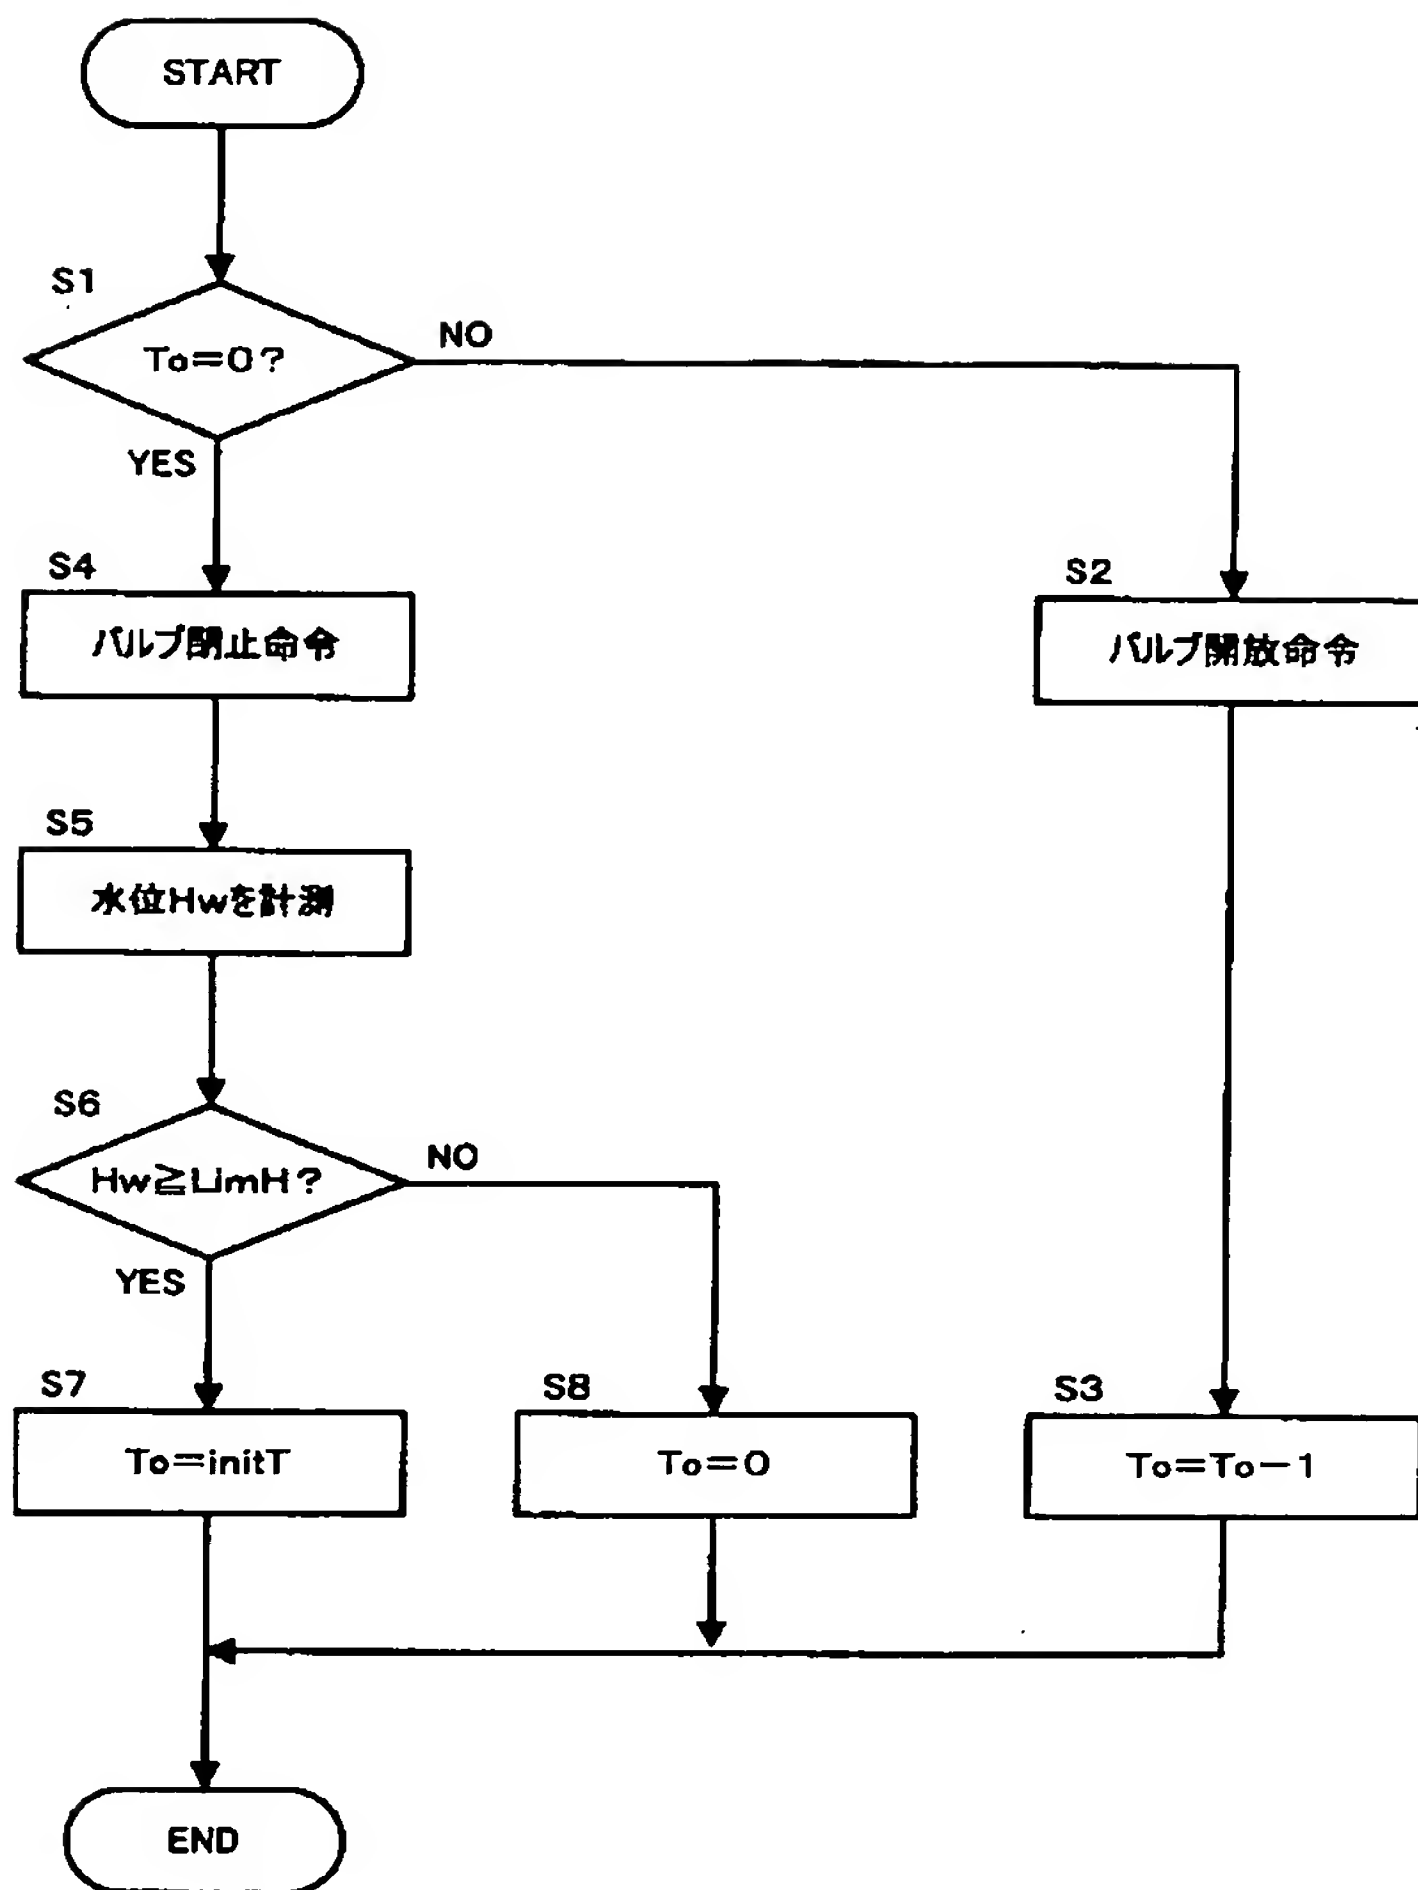 START
S1
To=0?
NO
YES
S4
バルブ閉止命令
S2
バルブ開放命令
S5
水位Hwを計測
S6
Hw≧LimH?
NO
YES
S7
To=initT
S8
To=0
S3
To=To-1
END